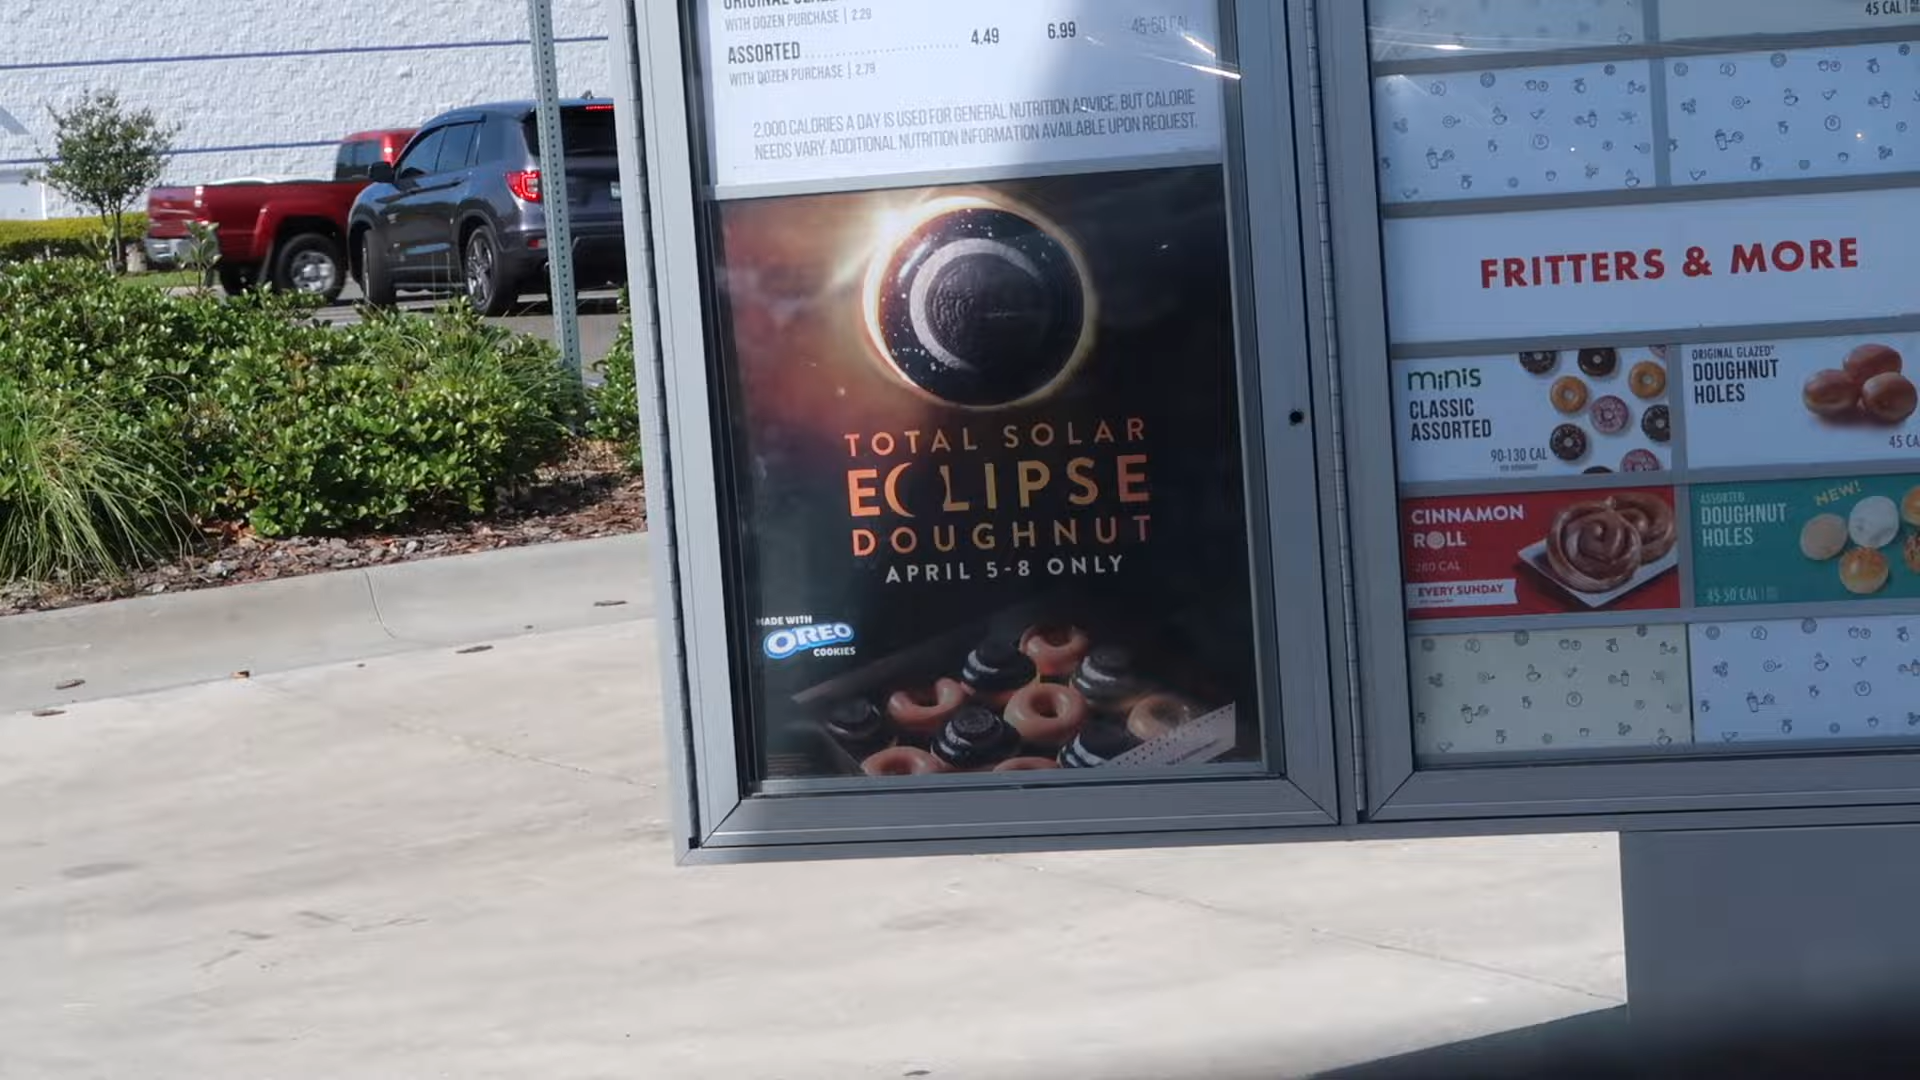 WITH DOZEN PURCHASE | 2.29
ASSORTED 4.49 6.99 45-50 CAL
WITH DOZEN PURCHASE | 2.79
2,000 CALORIES A DAY IS USED FOR GENERAL NUTRITION ADVICE, BUT CALORIE
NEEDS VARY. ADDITIONAL NUTRITION INFORMATION AVAILABLE UPON REQUEST.
TOTAL SOLAR
ECLIPSE
DOUGHNUT
APRIL 5-8 ONLY
MADE WITH
OREO
COOKIES
45 CAL
FRITTERS & MORE
minis
CLASSIC
ASSORTED
90-130 CAL
ORIGINAL GLAZED
DOUGHNUT
HOLES
45 CA
CINNAMON
ROLL
280 CAL
EVERY SUNDAY
ASSORTED
DOUGHNUT
HOLES
NEW!
45-50 CAL